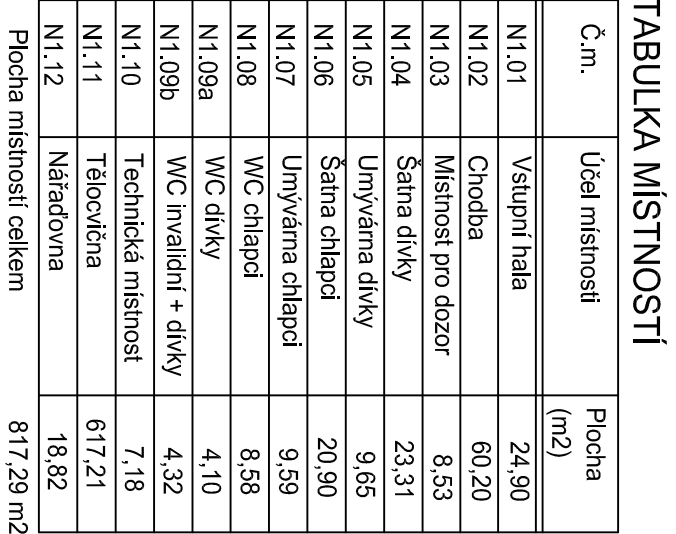 TABULKA MÍSTNOSTÍ
Č.m. Účel místnosti Plocha (m2)
N1.01 Vstupní hala 24,90
N1.02 Chodba 60,20
N1.03 Místnost pro dozor 8,53
N1.04 Šatna dívky 23,31
N1.05 Umývárna dívky 9,65
N1.06 Šatna chlapci 20,90
N1.07 Umývárna chlapci 9,59
N1.08 WC chlapci 8,58
N1.09a WC dívky 4,10
N1.09b WC invalidní + dívky 4,32
N1.10 Technická místnost 7,18
N1.11 Tělocvična 617,21
N1.12 Nářaďovna 18,82
Plocha místností celkem 817,29 m2